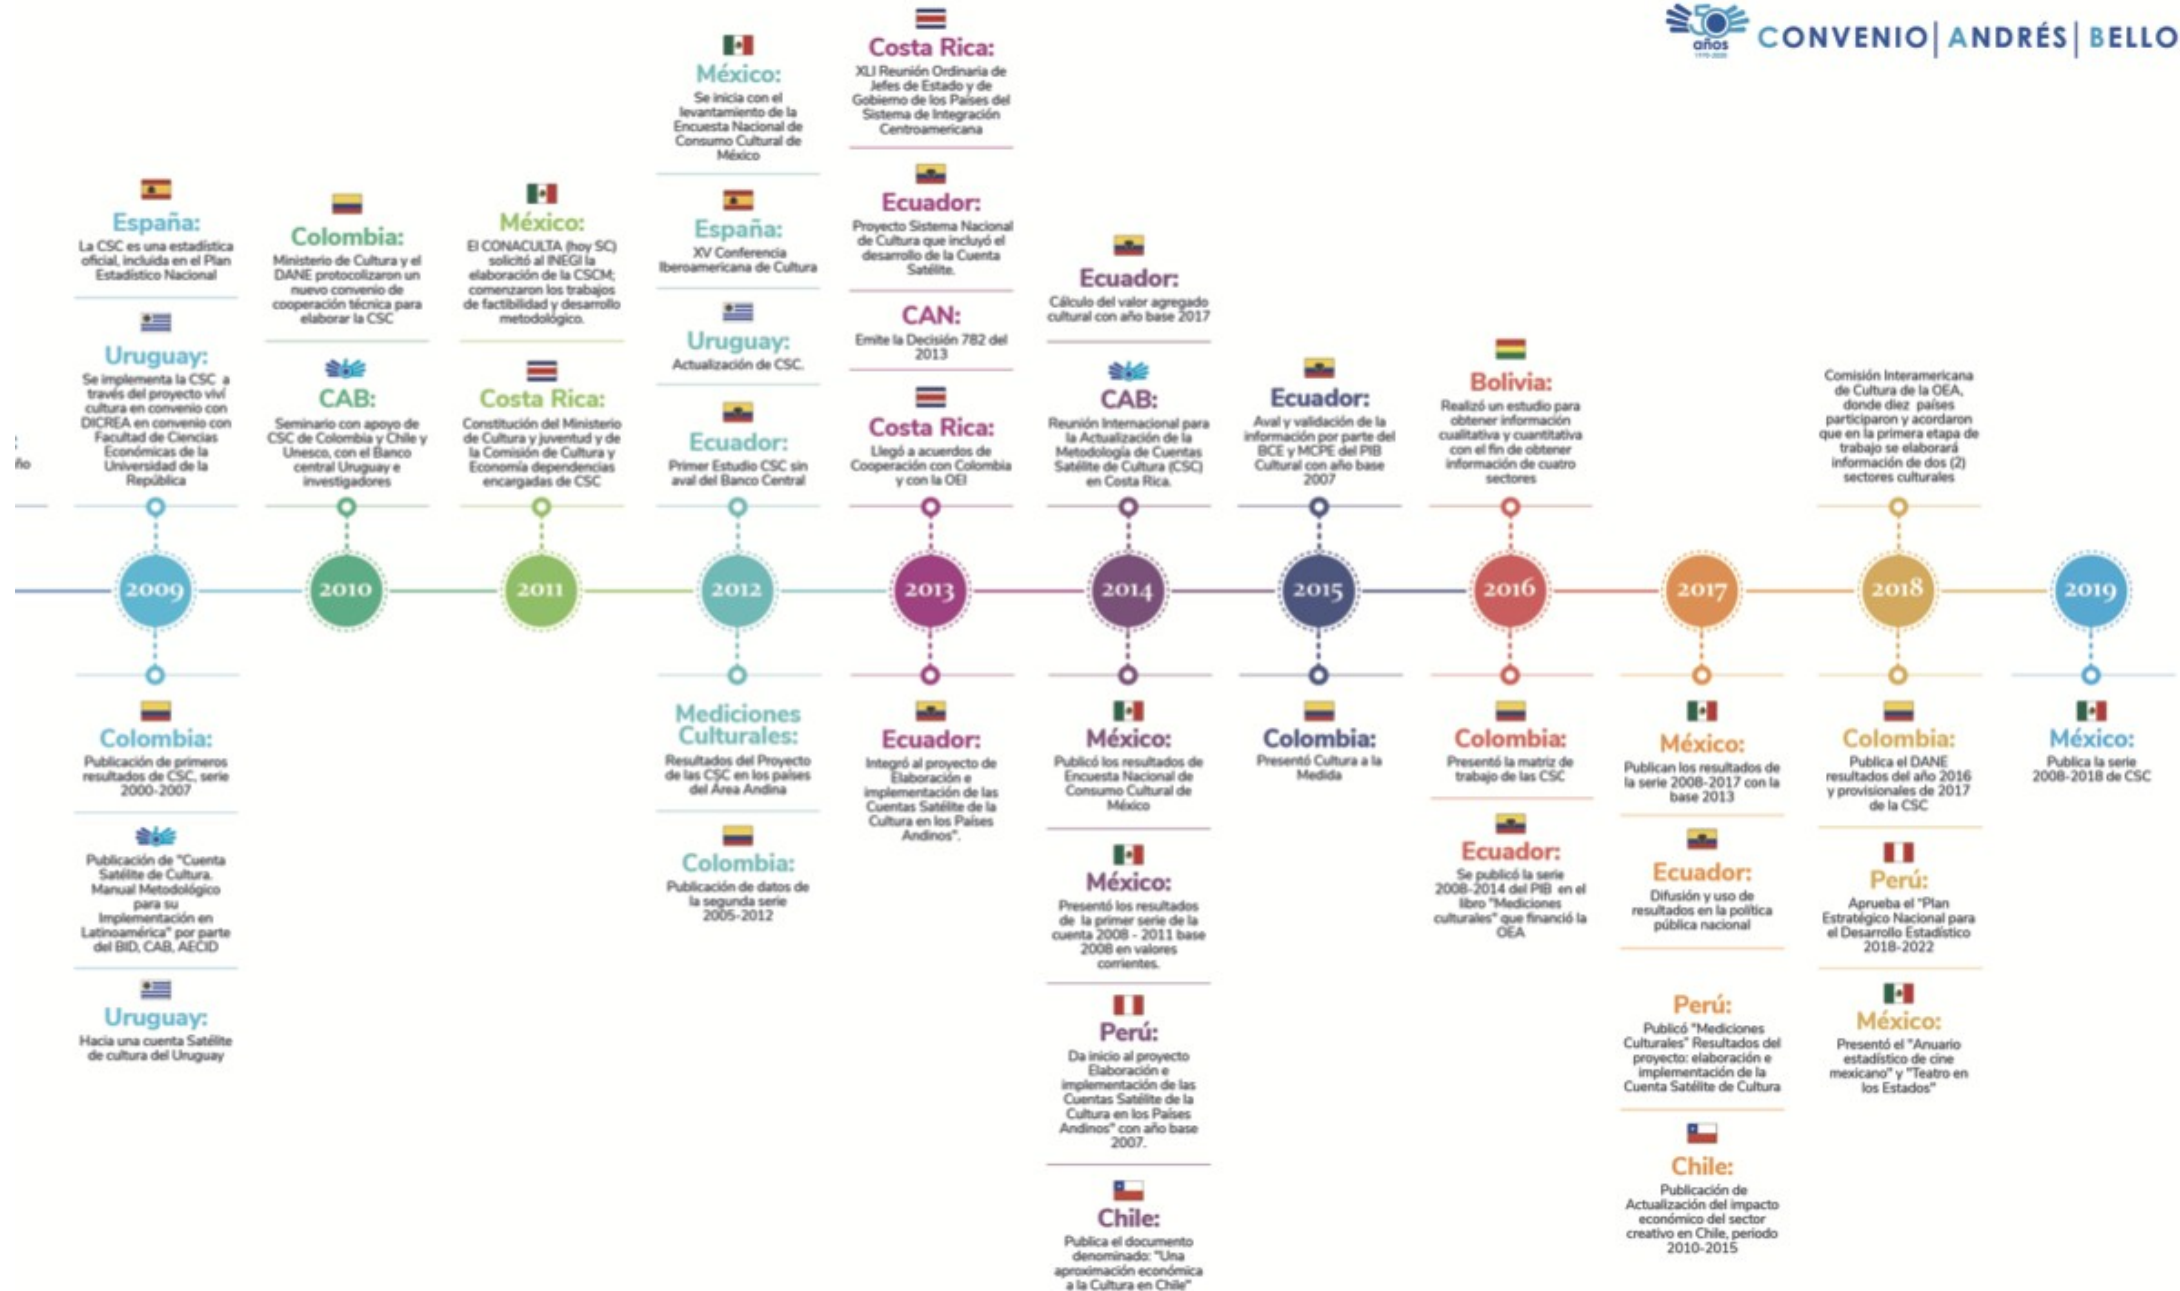 50
años
1970-2020
CONVENIO|ANDRÉS|BELLO
:
ño
España:
La CSC es una estadística
oficial, incluida en el Plan
Estadístico Nacional
Uruguay:
Se implementa la CSC a
través del proyecto viví
cultura en convenio con
DICREA en convenio con
Facultad de Ciencias
Económicas de la
Universidad de la
República
2009
Colombia:
Publicación de primeros
resultados de CSC, serie
2000-2007
Publicación de "Cuenta
Satélite de Cultura.
Manual Metodológico
para su
Implementación en
Latinoamérica" por parte
del BID, CAB, AECID
Uruguay:
Hacia una cuenta Satélite
de cultura del Uruguay
Colombia:
Ministerio de Cultura y el
DANE protocolizaron un
nuevo convenio de
cooperación técnica para
elaborar la CSC
CAB:
Seminario con apoyo de
CSC de Colombia y Chile y
Unesco, con el Banco
central Uruguay e
investigadores
2010
México:
El CONACULTA (hoy SC)
solicitó al INEGI la
elaboración de la CSCM;
comenzaron los trabajos
de factibilidad y desarrollo
metodológico.
Costa Rica:
Constitución del Ministerio
de Cultura y juventud y de
la Comisión de Cultura y
Economía dependencias
encargadas de CSC
2011
México:
Se inicia con el
levantamiento de la
Encuesta Nacional de
Consumo Cultural de
México
España:
XV Conferencia
Iberoamericana de Cultura
Uruguay:
Actualización de CSC.
Ecuador:
Primer Estudio CSC sin
aval del Banco Central
2012
Mediciones
Culturales:
Resultados del Proyecto
de las CSC en los países
del Área Andina
Colombia:
Publicación de datos de
la segunda serie
2005-2012
Costa Rica:
XLI Reunión Ordinaria de
Jefes de Estado y de
Gobierno de los Países del
Sistema de Integración
Centroamericana
Ecuador:
Proyecto Sistema Nacional
de Cultura que incluyó el
desarrollo de la Cuenta
Satélite.
CAN:
Emite la Decisión 782 del
2013
Costa Rica:
Llegó a acuerdos de
Cooperación con Colombia
y con la OEI
2013
Ecuador:
Integró al proyecto de
Elaboración e
implementación de las
Cuentas Satélite de la
Cultura en los Países
Andinos".
Ecuador:
Cálculo del valor agregado
cultural con año base 2017
CAB:
Reunión Internacional para
la Actualización de la
Metodología de Cuentas
Satélite de Cultura (CSC)
en Costa Rica.
2014
México:
Publicó los resultados de
Encuesta Nacional de
Consumo Cultural de
México
México:
Presentó los resultados
de la primer serie de la
cuenta 2008 - 2011 base
2008 en valores
corrientes.
Perú:
Da inicio al proyecto
Elaboración e
implementación de las
Cuentas Satélite de la
Cultura en los Países
Andinos" con año base
2007.
Chile:
Publica el documento
denominado: "Una
aproximación económica
a la Cultura en Chile"
Ecuador:
Aval y validación de la
información por parte del
BCE y MCPE del PIB
Cultural con año base
2007
2015
Colombia:
Presentó Cultura a la
Medida
Bolivia:
Realizó un estudio para
obtener información
cualitativa y cuantitativa
con el fin de obtener
información de cuatro
sectores
2016
Colombia:
Presentó la matriz de
trabajo de las CSC
Ecuador:
Se publicó la serie
2008-2014 del PIB en el
libro "Mediciones
culturales" que financió la
OEA
2017
México:
Publican los resultados de
la serie 2008-2017 con la
base 2013
Ecuador:
Difusión y uso de
resultados en la política
pública nacional
Perú:
Publicó "Mediciones
Culturales" Resultados del
proyecto: elaboración e
implementación de la
Cuenta Satélite de Cultura
Chile:
Publicación de
Actualización del impacto
económico del sector
creativo en Chile, periodo
2010-2015
Comisión Interamericana
de Cultura de la OEA,
donde diez países
participaron y acordaron
que en la primera etapa de
trabajo se elaborará
información de dos (2)
sectores culturales
2018
Colombia:
Publica el DANE
resultados del año 2016
y provisionales de 2017
de la CSC
Perú:
Aprueba el "Plan
Estratégico Nacional para
el Desarrollo Estadístico
2018-2022
México:
Presentó el "Anuario
estadístico de cine
mexicano" y "Teatro en
los Estados"
2019
México:
Publica la serie
2008-2018 de CSC